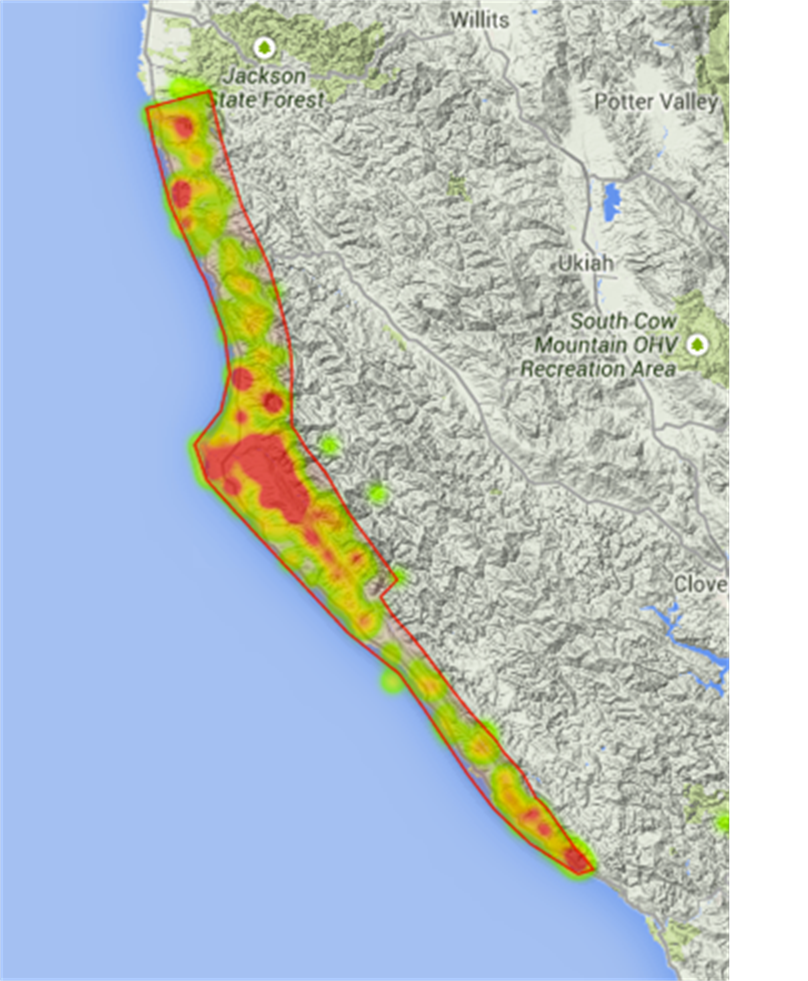 Willits
Jackson
State Forest
Potter Valley
Ukiah
South Cow
Mountain OHV
Recreation Area
Clove